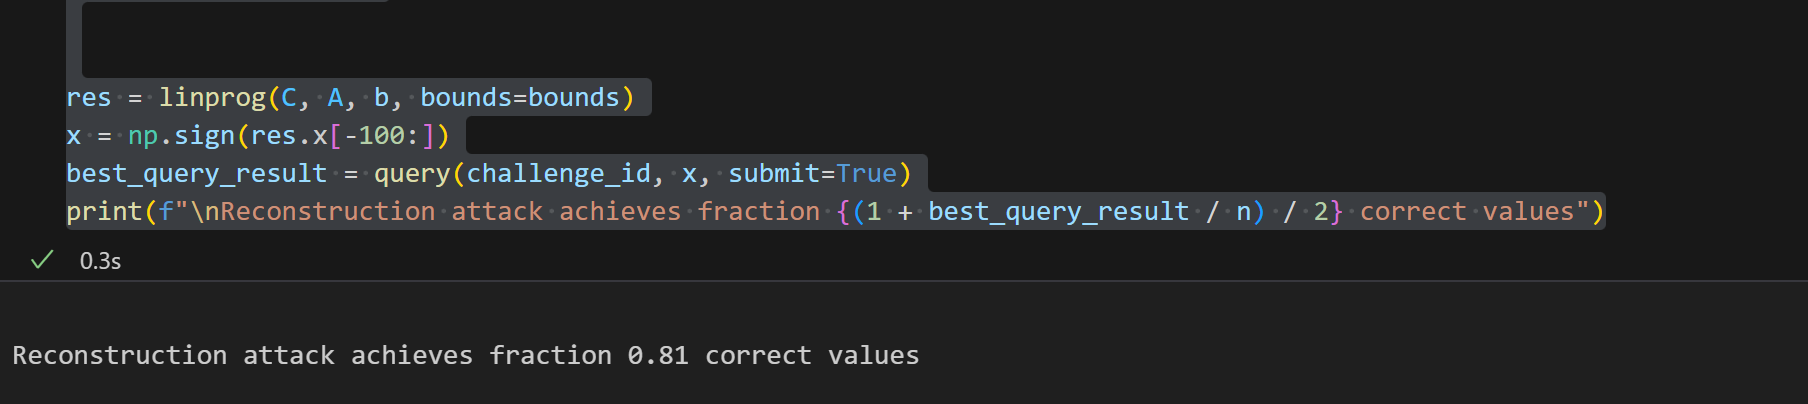 res = linprog(C, A, b, bounds=bounds)
x = np.sign(res.x[-100:])
best_query_result = query(challenge_id, x, submit=True)
print(f"\nReconstruction attack achieves fraction {(1 + best_query_result / n) / 2} correct values")
0.3s
Reconstruction attack achieves fraction 0.81 correct values